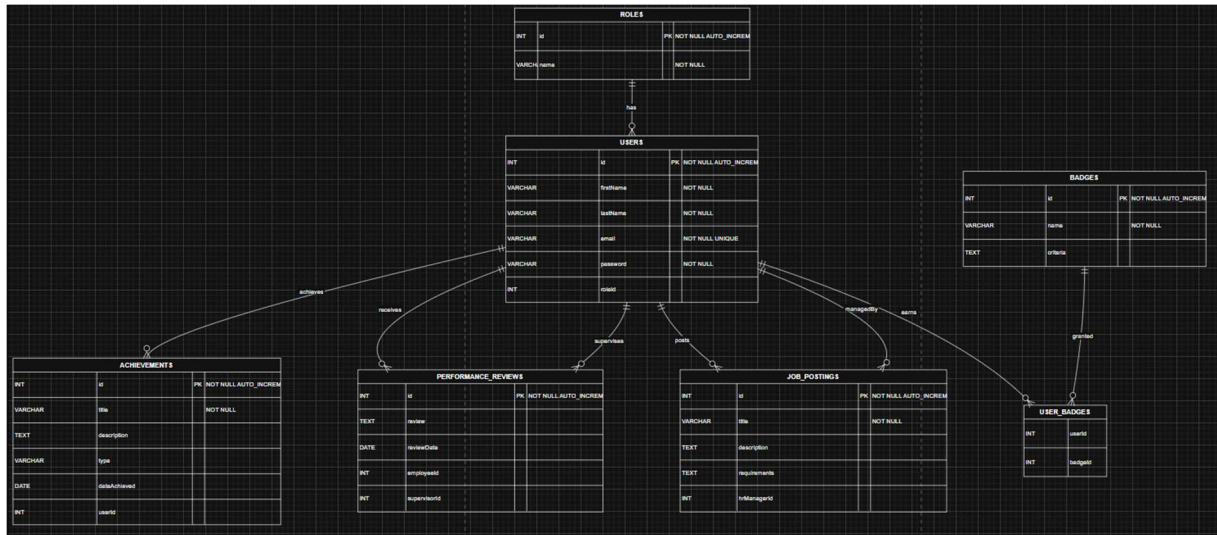 ROLES
INT id PK NOT NULL AUTO_INCREM
VARCH name NOT NULL
has
USERS
INT id PK NOT NULL AUTO_INCREM
VARCHAR firstName NOT NULL
VARCHAR lastName NOT NULL
VARCHAR email NOT NULL UNIQUE
VARCHAR password NOT NULL
INT roleId
BADGES
INT id PK NOT NULL AUTO_INCREM
VARCHAR name NOT NULL
TEXT criteria
achieves
receives
supervises
posts
managedBy
earns
granted
ACHIEVEMENTS
INT id PK NOT NULL AUTO_INCREM
VARCHAR title NOT NULL
TEXT description
VARCHAR type
DATE dateAchieved
INT userId
PERFORMANCE_REVIEWS
INT id PK NOT NULL AUTO_INCREM
TEXT review
DATE reviewDate
INT employeeId
INT supervisorId
JOB_POSTINGS
INT id PK NOT NULL AUTO_INCREM
VARCHAR title NOT NULL
TEXT description
TEXT requirements
INT hrManagerId
USER_BADGES
INT userId
INT badgeId